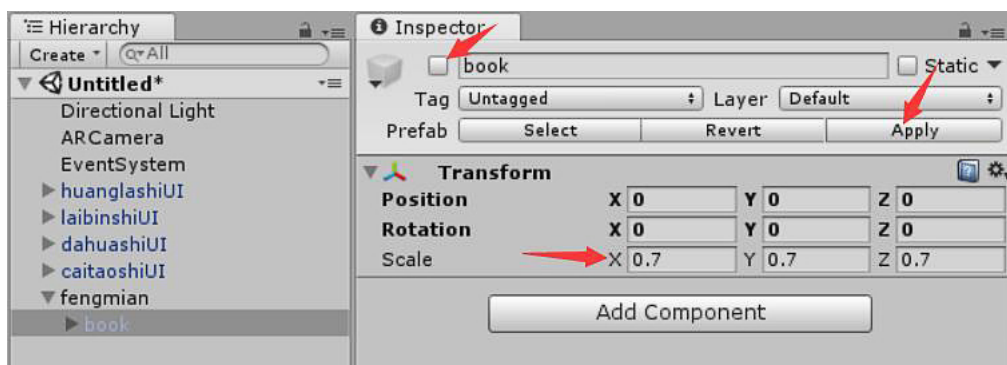 Hierarchy
Create
All
Untitled*
Directional Light
ARCamera
EventSystem
huanglashiUI
laibinshiUI
dahuashiUI
caitaoshiUI
fengmian
book
Inspector
book Static
Tag Untagged Layer Default
Prefab Select Revert Apply
Transform
Position X 0 Y 0 Z 0
Rotation X 0 Y 0 Z 0
Scale X 0.7 Y 0.7 Z 0.7
Add Component